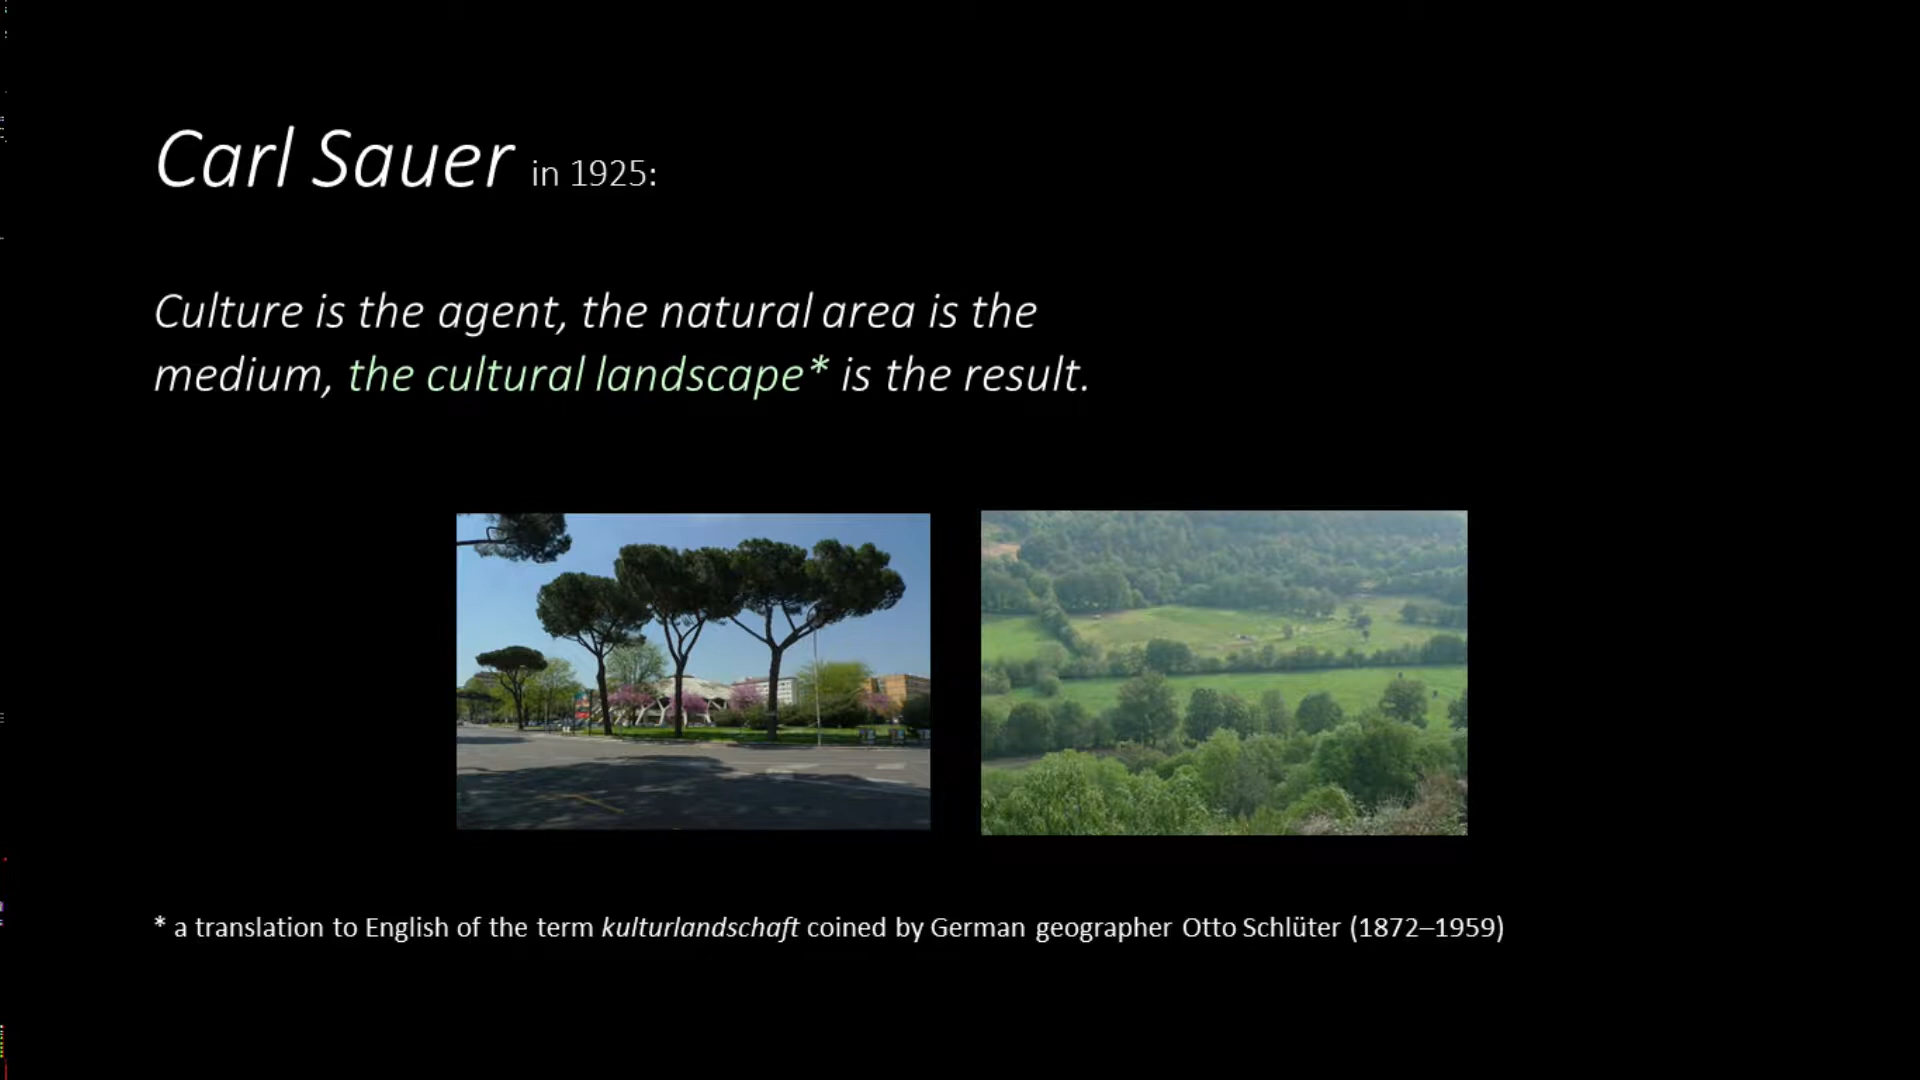 Carl Sauer in 1925:
Culture is the agent, the natural area is the
medium, the cultural landscape* is the result.
* a translation to English of the term kulturlandschaft coined by German geographer Otto Schlüter (1872–1959)